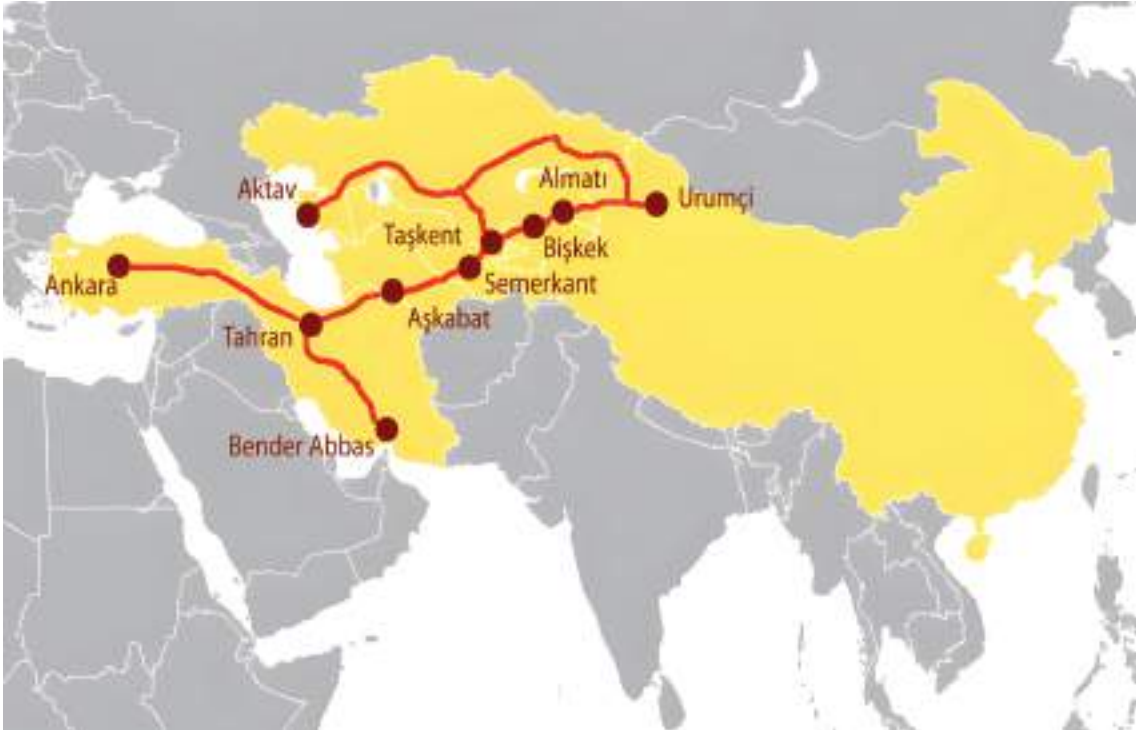 Aktav
Almatı
Urumçi
Taşkent
Bişkek
Ankara
Semerkant
Aşkabat
Tahran
Bender Abbas